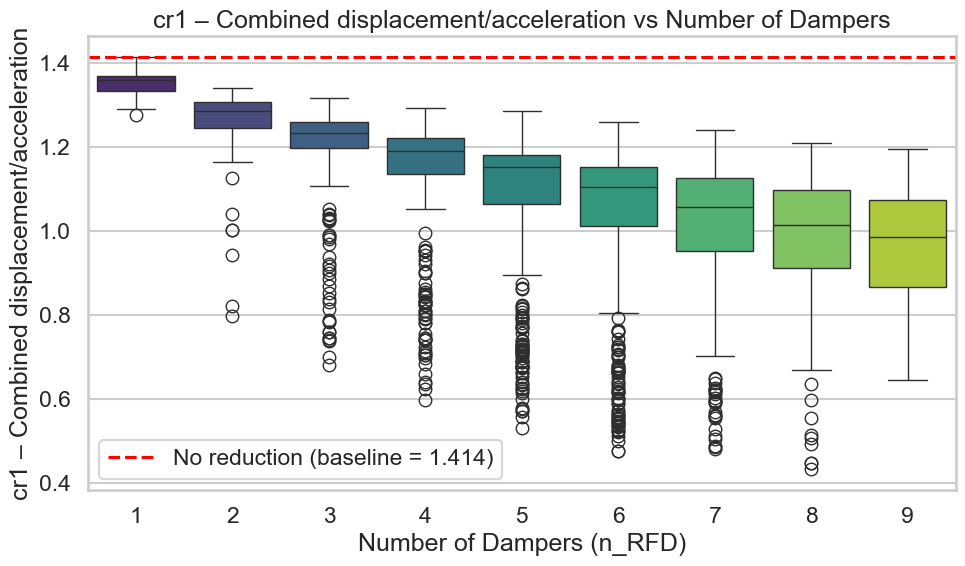 cr1 – Combined displacement/acceleration vs Number of Dampers
cr1 – Combined displacement/acceleration
1.4
1.2
1.0
0.8
0.6
0.4
No reduction (baseline = 1.414)
1 2 3 4 5 6 7 8 9
Number of Dampers (n_RFD)